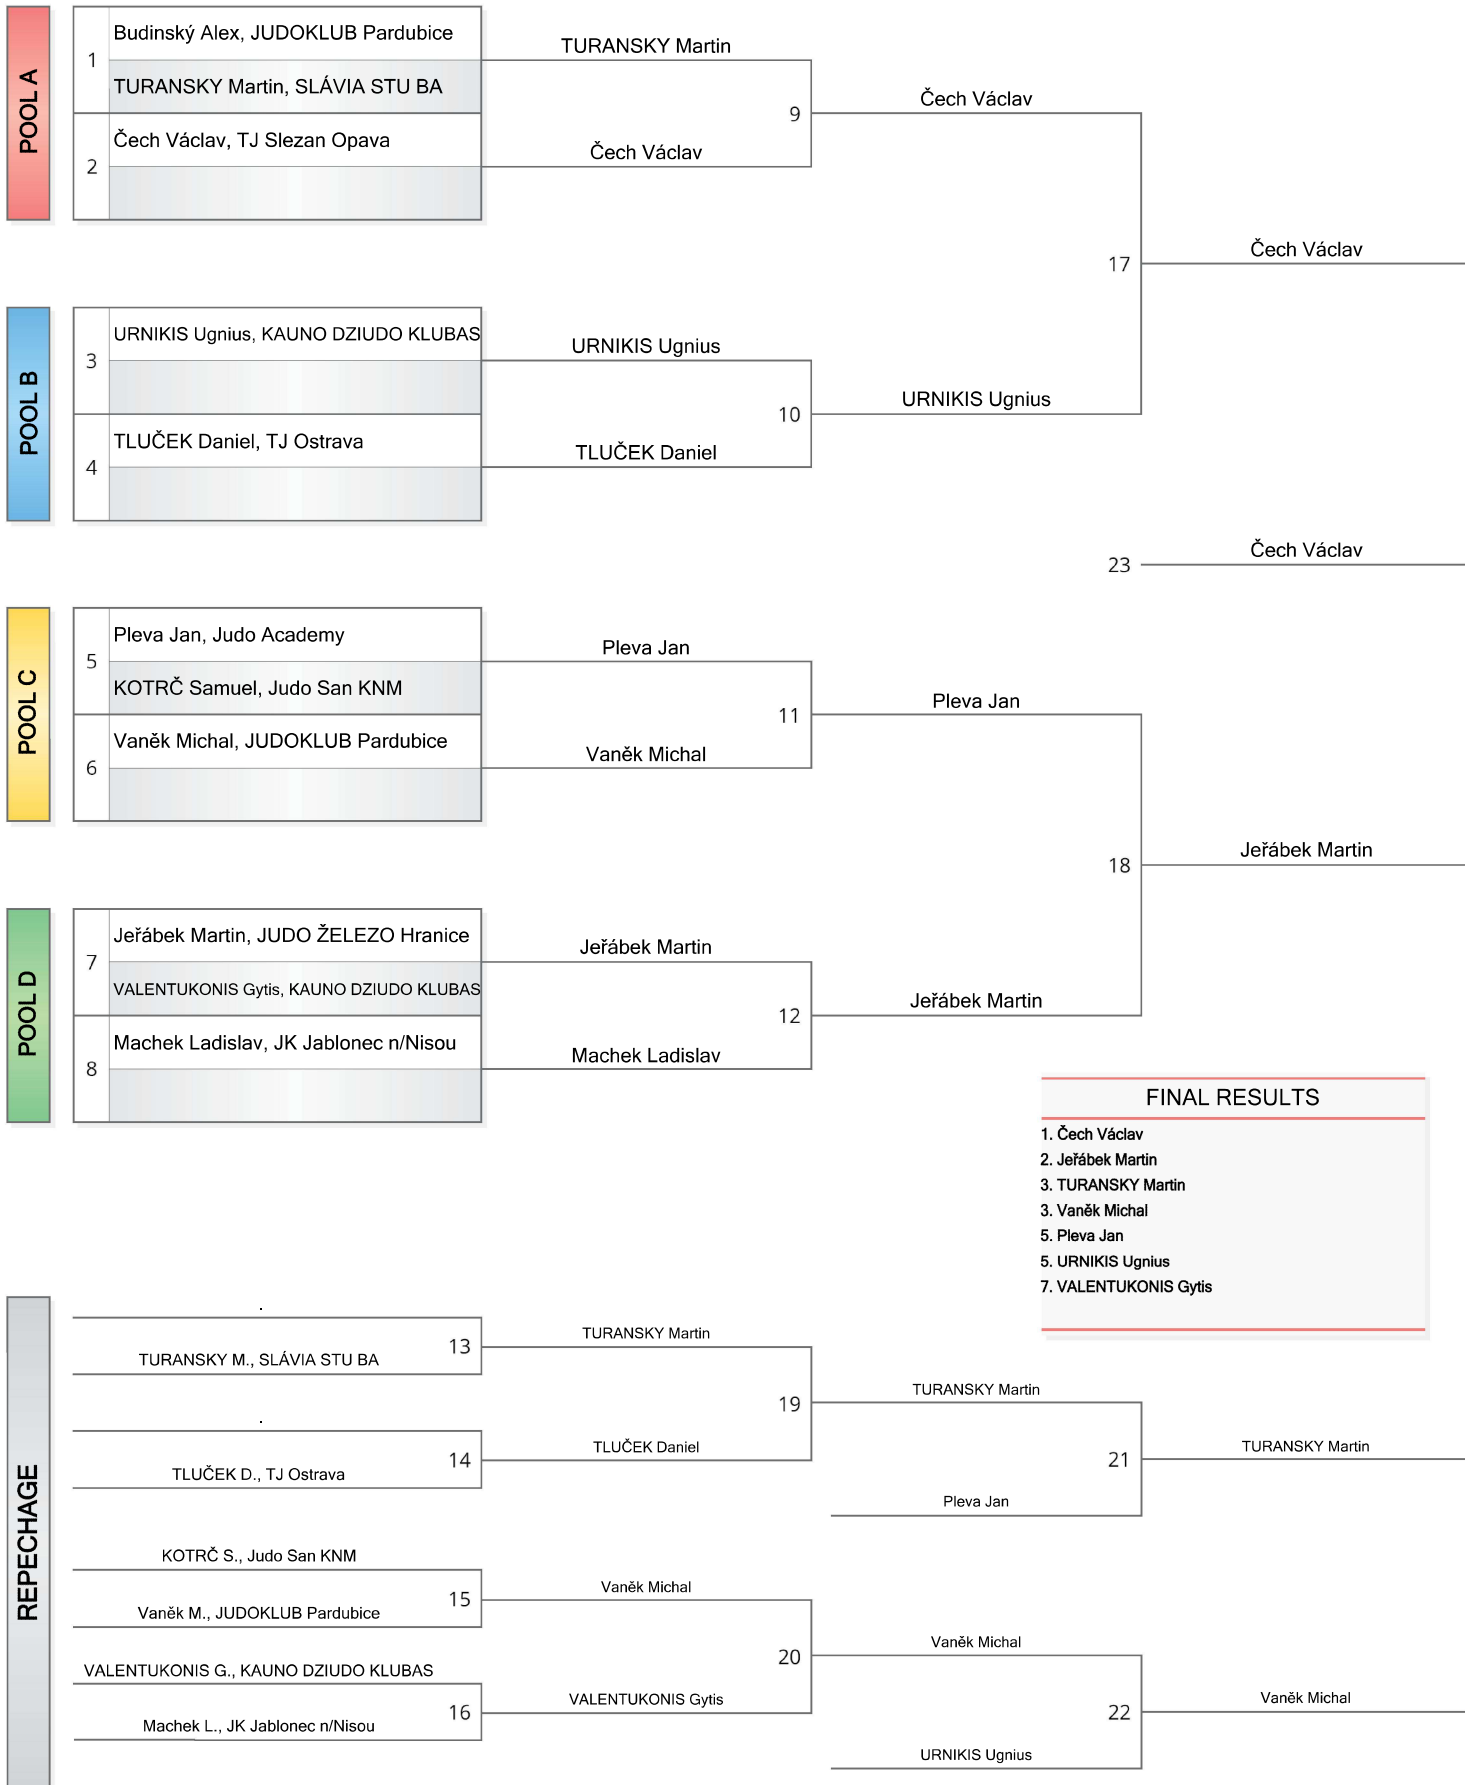 POOL A
1
Budinský Alex, JUDOKLUB Pardubice
TURANSKY Martin, SLÁVIA STU BA
2
Čech Václav, TJ Slezan Opava
TURANSKY Martin
Čech Václav
9
Čech Václav
17
Čech Václav
POOL B
3
URNIKIS Ugnius, KAUNO DZIUDO KLUBAS
4
TLUČEK Daniel, TJ Ostrava
URNIKIS Ugnius
TLUČEK Daniel
10
URNIKIS Ugnius
23
Čech Václav
POOL C
5
Pleva Jan, Judo Academy
KOTRČ Samuel, Judo San KNM
6
Vaněk Michal, JUDOKLUB Pardubice
Pleva Jan
Vaněk Michal
11
Pleva Jan
18
Jeřábek Martin
POOL D
7
Jeřábek Martin, JUDO ŽELEZO Hranice
VALENTUKONIS Gytis, KAUNO DZIUDO KLUBAS
8
Machek Ladislav, JK Jablonec n/Nisou
Jeřábek Martin
Machek Ladislav
12
Jeřábek Martin
FINAL RESULTS
1. Čech Václav
2. Jeřábek Martin
3. TURANSKY Martin
3. Vaněk Michal
5. Pleva Jan
5. URNIKIS Ugnius
7. VALENTUKONIS Gytis
REPECHAGE
.
TURANSKY M., SLÁVIA STU BA
13
TURANSKY Martin
.
TLUČEK D., TJ Ostrava
14
TLUČEK Daniel
19
TURANSKY Martin
Pleva Jan
21
TURANSKY Martin
KOTRČ S., Judo San KNM
Vaněk M., JUDOKLUB Pardubice
15
Vaněk Michal
VALENTUKONIS G., KAUNO DZIUDO KLUBAS
Machek L., JK Jablonec n/Nisou
16
VALENTUKONIS Gytis
20
Vaněk Michal
URNIKIS Ugnius
22
Vaněk Michal